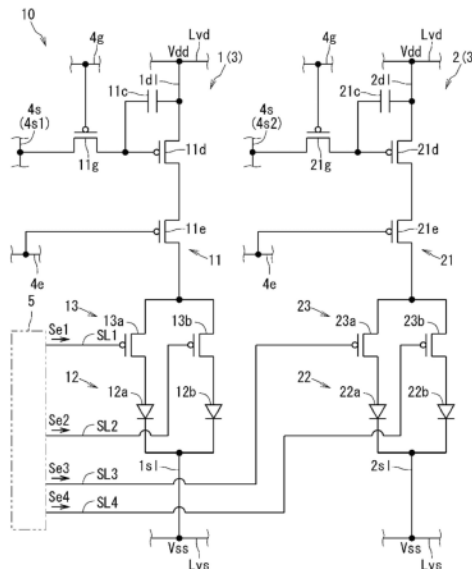 10
4g
Lvd
Vdd
1(3)
1dl
11c
4s
(4s1)
11g
11d
11e
11
4e
4g
Lvd
Vdd
2(3)
2dl
21c
4s
(4s2)
21g
21d
21e
21
4e
5
13
13a
13b
Se1
SL1
12
12a
12b
Se2
SL2
1sl
Se3
SL3
Se4
SL4
Vss
Lvs
23
23a
23b
22
22a
22b
2sl
Vss
Lvs